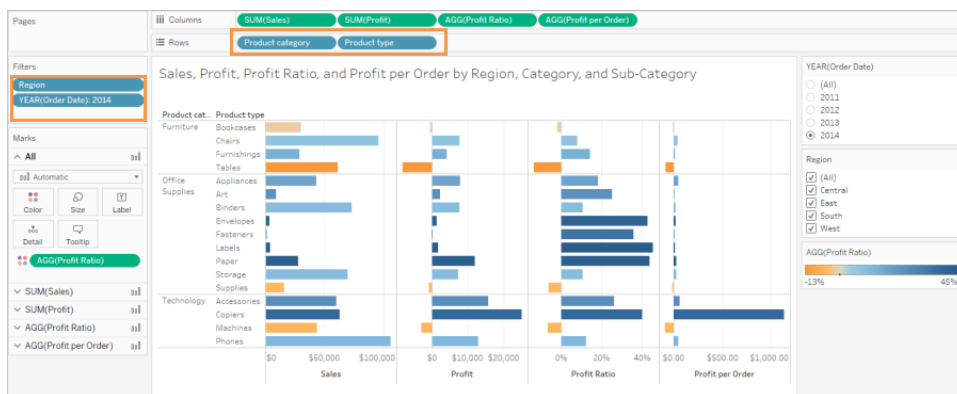 Pages
Columns
SUM(Sales)
SUM(Profit)
AGG(Profit Ratio)
AGG(Profit per Order)
Rows
Product category
Product type
Filters
Region
YEAR(Order Date): 2014
Marks
All
Automatic
Color
Size
Label
Detail
Tooltip
AGG(Profit Ratio)
SUM(Sales)
SUM(Profit)
AGG(Profit Ratio)
AGG(Profit per Order)
Sales, Profit, Profit Ratio, and Profit per Order by Region, Category, and Sub-Category
Product cat.. Product type
Furniture Bookcases
Chairs
Furnishings
Tables
Office Supplies Appliances
Art
Binders
Envelopes
Fasteners
Labels
Paper
Storage
Supplies
Technology Accessories
Copiers
Machines
Phones
$0 $50,000 $100,000
Sales
$0 $10,000 $20,000
Profit
0% 20% 40%
Profit Ratio
$0.00 $500.00 $1,000.00
Profit per Order
YEAR(Order Date)
(All)
2011
2012
2013
2014
Region
(All)
Central
East
South
West
AGG(Profit Ratio)
-13% 45%